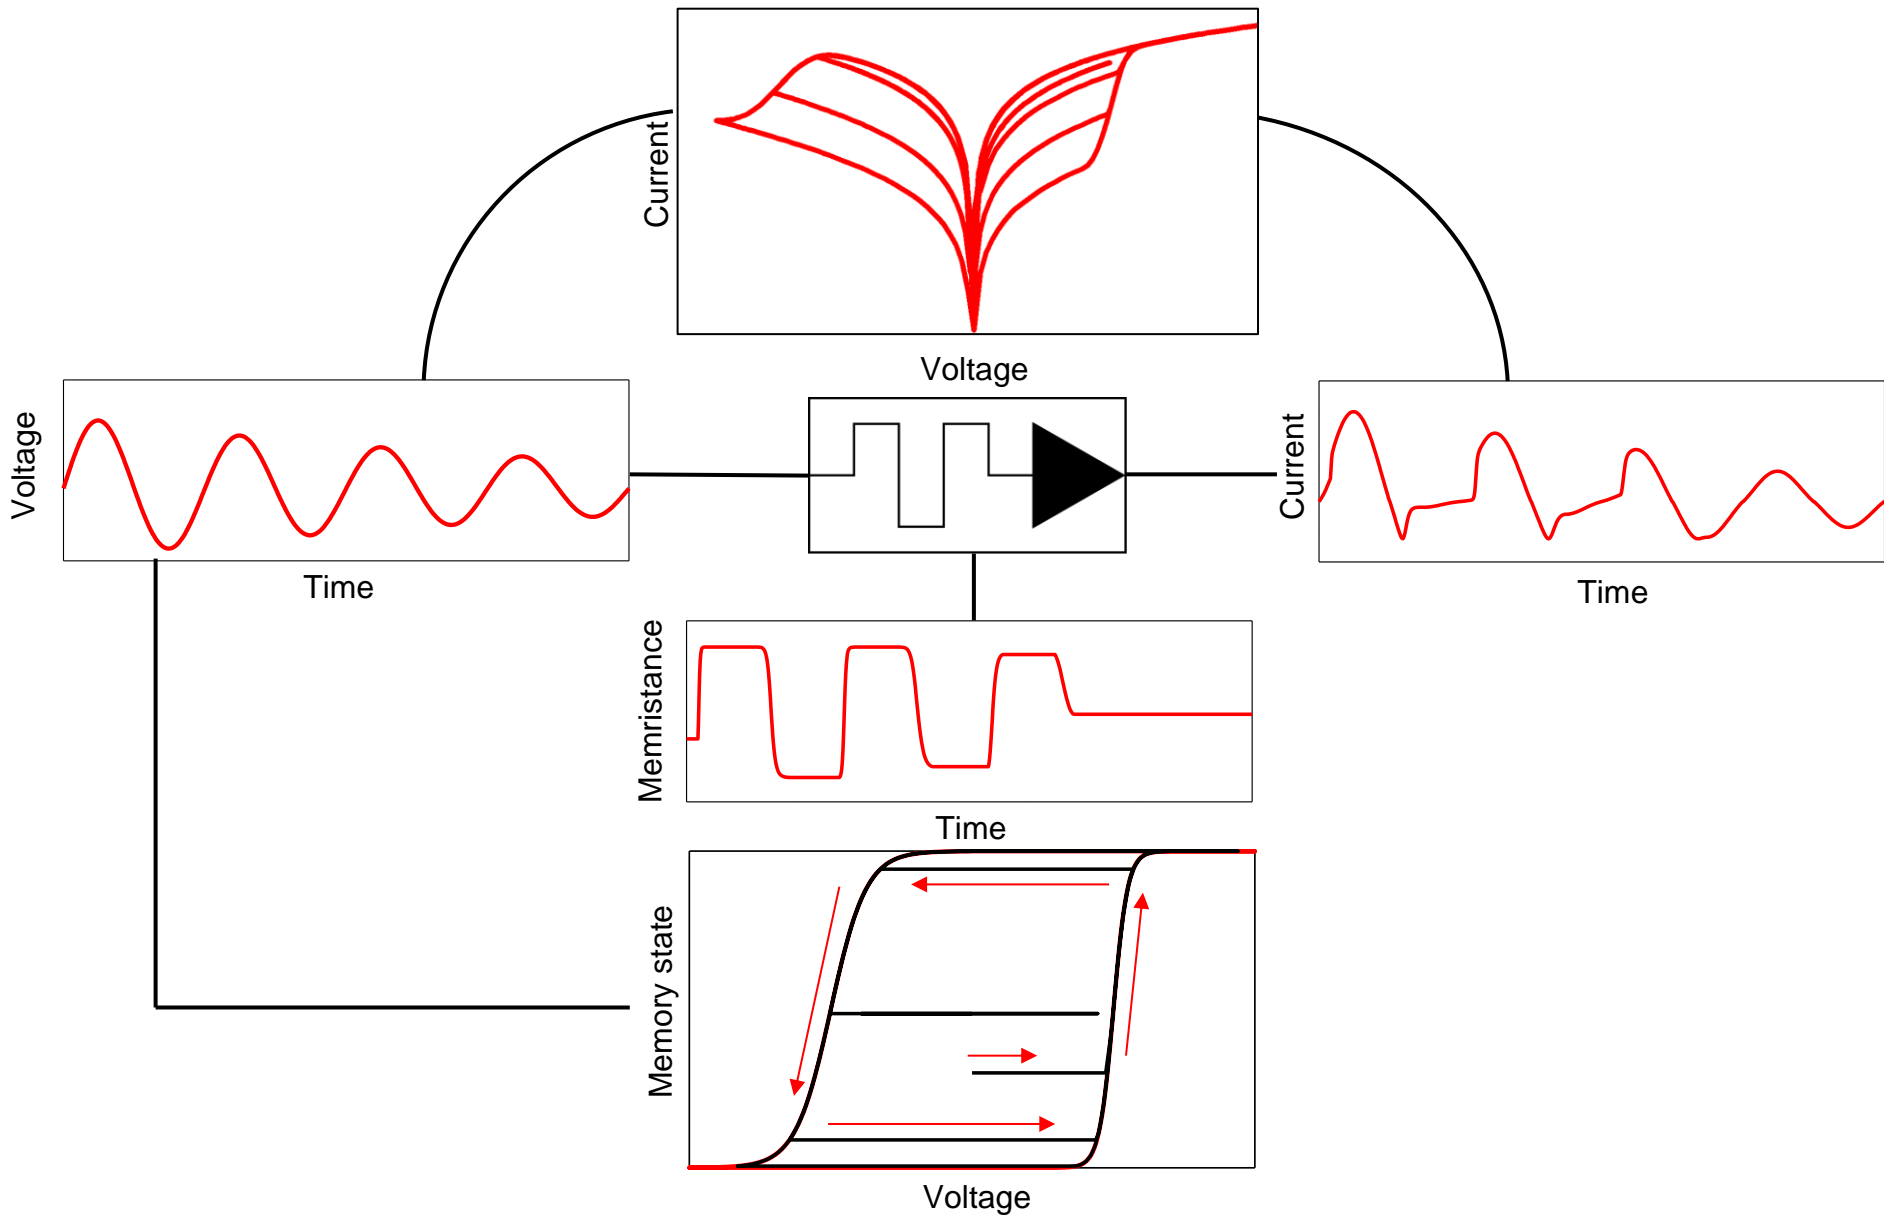 Current
Voltage
Voltage
Time
Current
Time
Memristance
Time
Memory state
Voltage